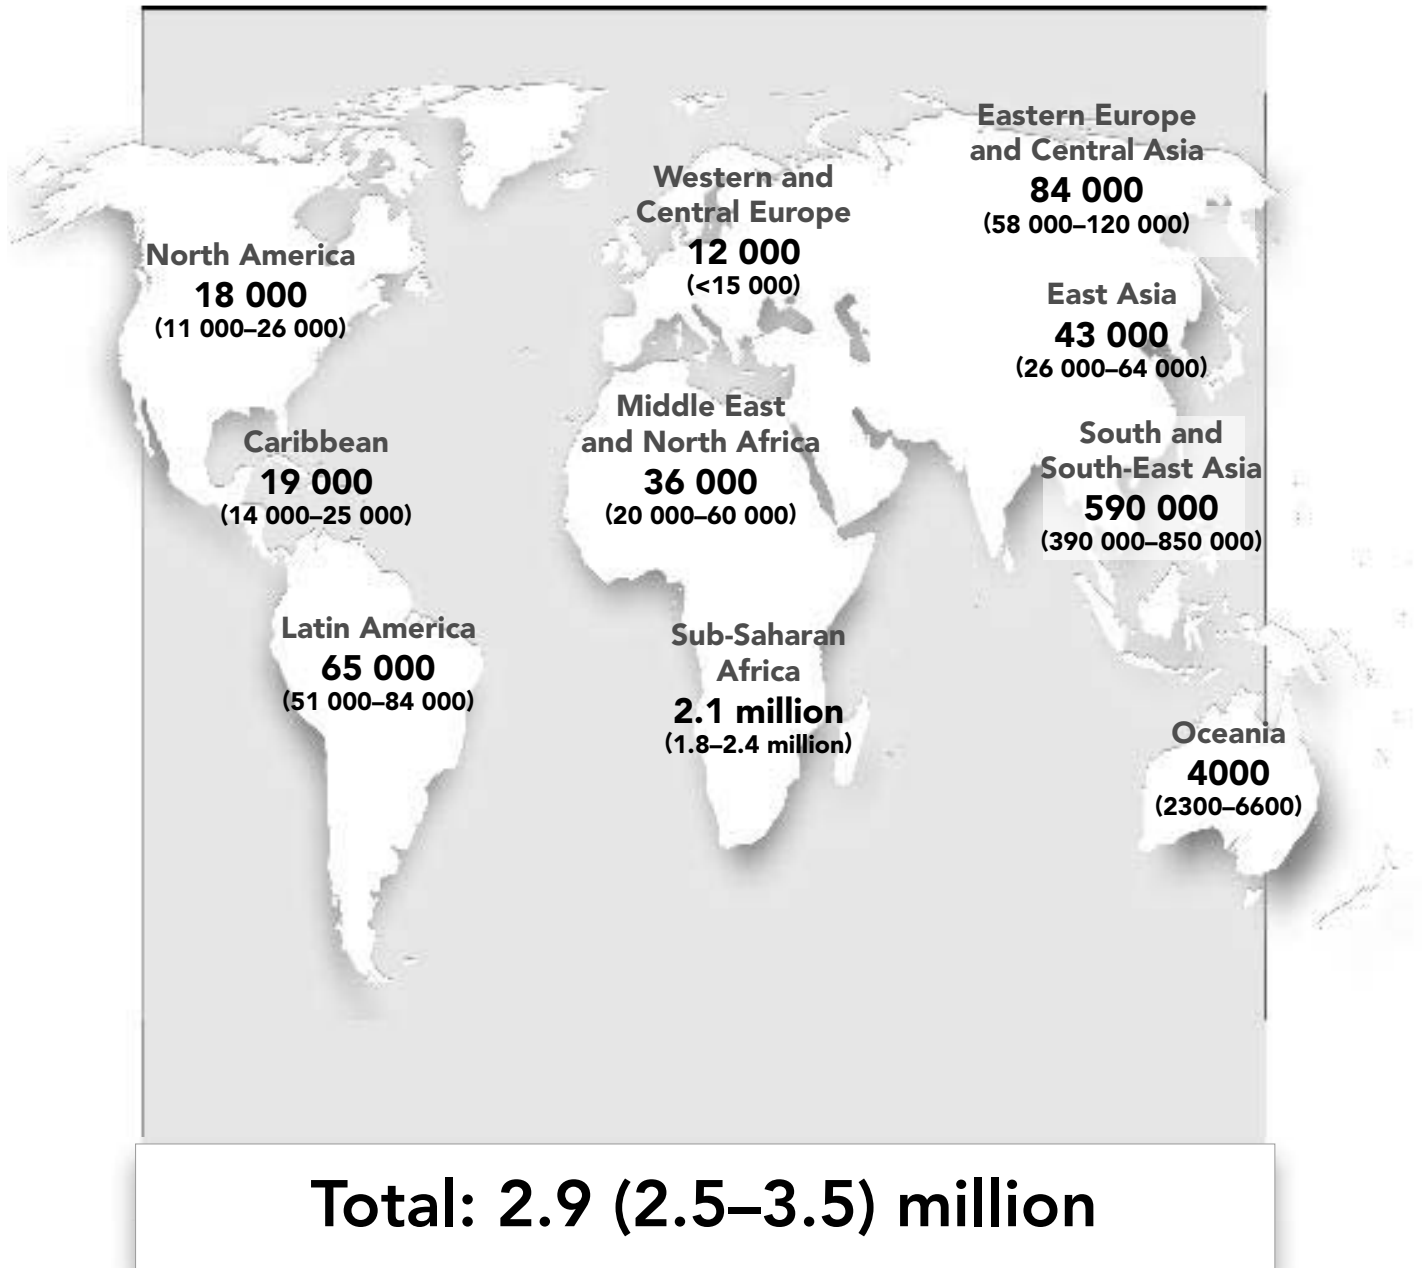 Eastern Europe
and Central Asia
84 000
(58 000–120 000)
Western and
Central Europe
12 000
(<15 000)
North America
18 000
(11 000–26 000)
East Asia
43 000
(26 000–64 000)
Middle East
and North Africa
36 000
(20 000–60 000)
Caribbean
19 000
(14 000–25 000)
South and
South-East Asia
590 000
(390 000–850 000)
Latin America
65 000
(51 000–84 000)
Sub-Saharan
Africa
2.1 million
(1.8–2.4 million)
Oceania
4000
(2300–6600)
Total: 2.9 (2.5–3.5) million